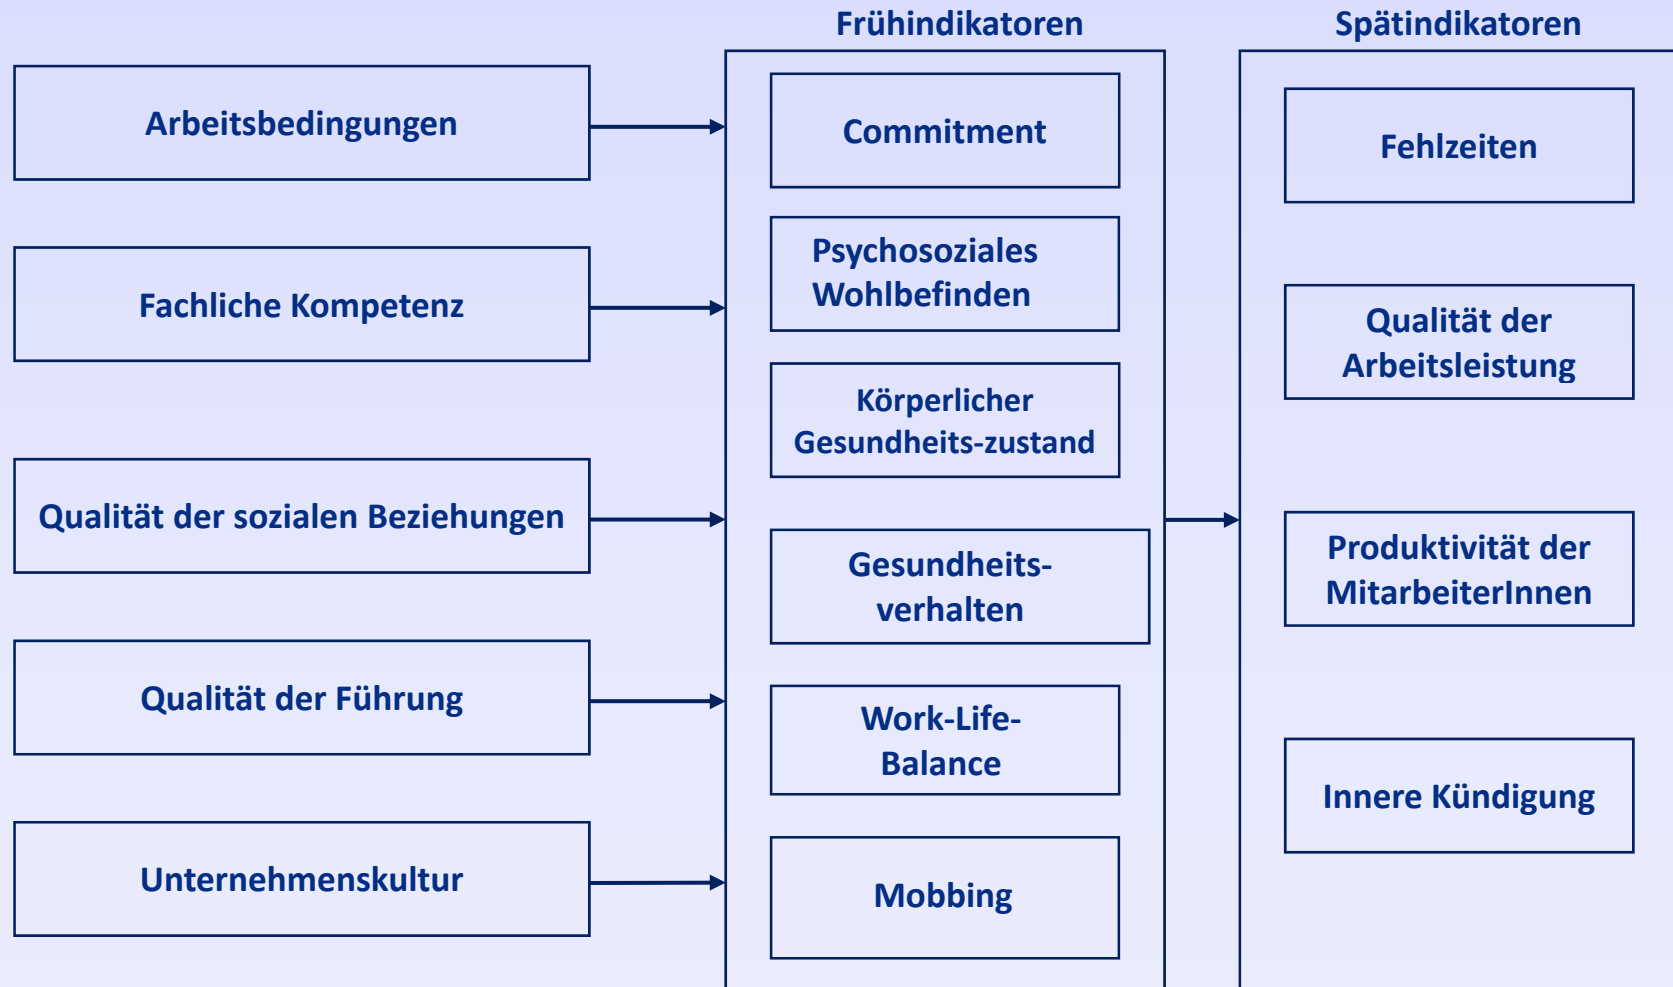 Frühindikatoren
Spätindikatoren
Arbeitsbedingungen
Fachliche Kompetenz
Qualität der sozialen Beziehungen
Qualität der Führung
Unternehmenskultur
Commitment
Psychosoziales
Wohlbefinden
Körperlicher
Gesundheits-zustand
Gesundheits-
verhalten
Work-Life-
Balance
Mobbing
Fehlzeiten
Qualität der
Arbeitsleistung
Produktivität der
MitarbeiterInnen
Innere Kündigung